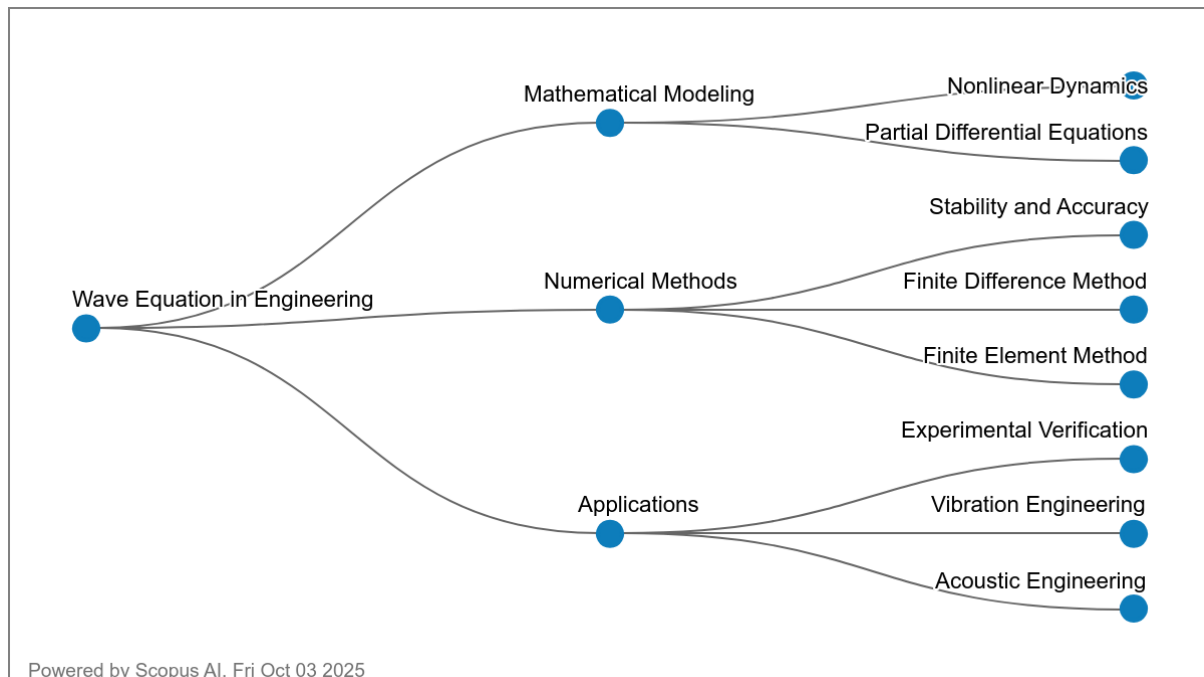 Nonlinear Dynamics
Mathematical Modeling
Partial Differential Equations
Stability and Accuracy
Numerical Methods
Finite Difference Method
Wave Equation in Engineering
Finite Element Method
Experimental Verification
Applications
Vibration Engineering
Acoustic Engineering
Powered by Scopus AI, Fri Oct 03 2025